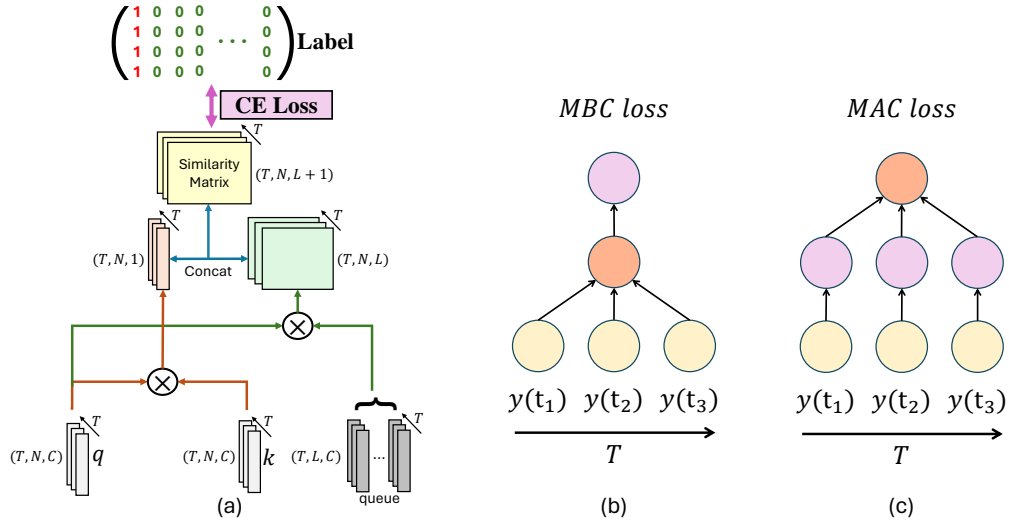 1 0 0 0 0
1 0 0 0 ... 0
1 0 0 0 0
1 0 0 0 0
Label
CE Loss
T
Similarity
Matrix
(T, N, L + 1)
T
(T, N, 1)
Concat
T
(T, N, L)
T
(T, N, C)
q
T
(T, N, C)
k
T
(T, L, C)
...
queue
(a)
MBC loss
y(t₁) y(t₂) y(t₃)
T
(b)
MAC loss
y(t₁) y(t₂) y(t₃)
T
(c)